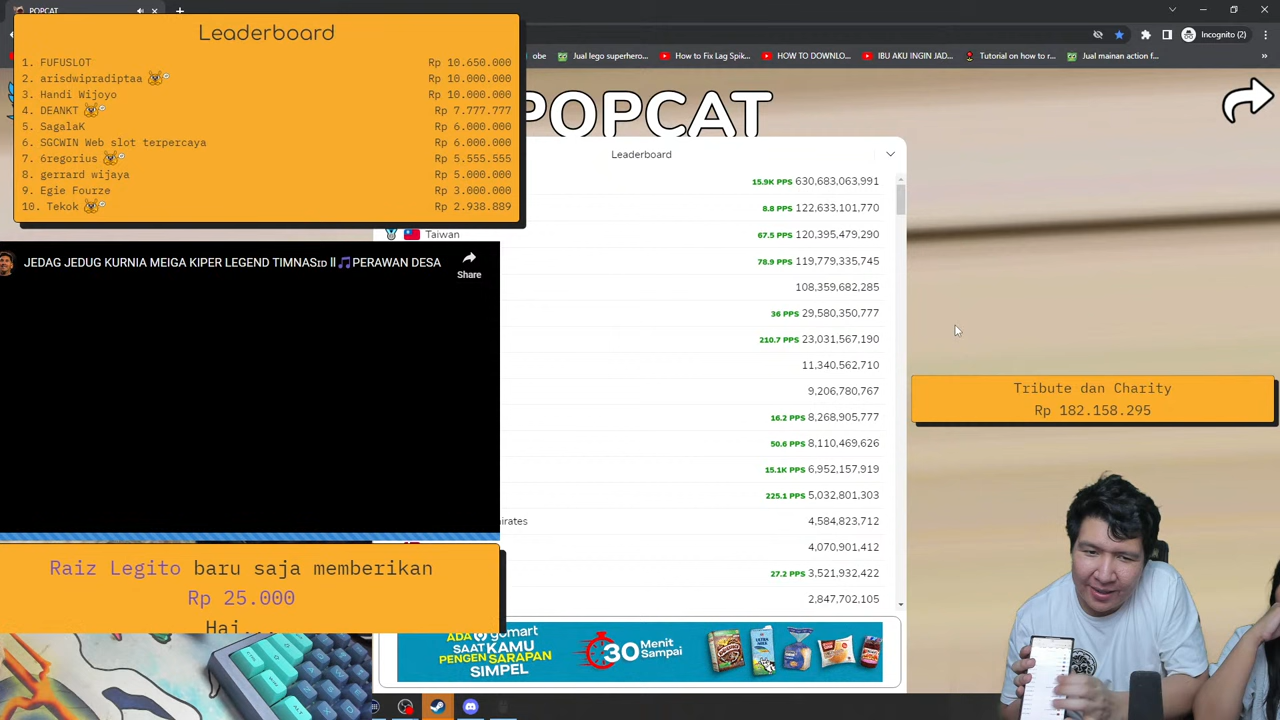 POPCAT
Incognito (2)
obe
Jual lego superhero...
How to Fix Lag Spik...
HOW TO DOWNLO...
IBU AKU INGIN JAD...
Tutorial on how to r...
Jual mainan action f...
Leaderboard
1. FUFUSLOT Rp 10.650.000
2. arisdwipradiptaa Rp 10.000.000
3. Handi Wijoyo Rp 10.000.000
4. DEANKT Rp 7.777.777
5. SagalaK Rp 6.000.000
6. SGCWIN Web slot terpercaya Rp 6.000.000
7. 6regorius Rp 5.555.555
8. gerrard wijaya Rp 5.000.000
9. Egie Fourze Rp 3.000.000
10. Tekok Rp 2.938.889
POPCAT
Leaderboard
15.9K PPS 630,683,063,991
8.8 PPS 122,633,101,770
Taiwan 67.5 PPS 120,395,479,290
78.9 PPS 119,779,335,745
108,359,682,285
36 PPS 29,580,350,777
210.7 PPS 23,031,567,190
11,340,562,710
9,206,780,767
16.2 PPS 8,268,905,777
50.6 PPS 8,110,469,626
15.1K PPS 6,952,157,919
225.1 PPS 5,032,801,303
irates 4,584,823,712
4,070,901,412
27.2 PPS 3,521,932,422
2,847,702,105
JEDAG JEDUG KURNIA MEIGA KIPER LEGEND TIMNASɪᴅ ll🎵PERAWAN DESA
Share
Tribute dan Charity
Rp 182.158.295
Raiz Legito baru saja memberikan
Rp 25.000
Hai...
ADA gomart
SAAT KAMU
PENGEN SARAPAN
SIMPEL
30 Menit
Sampai